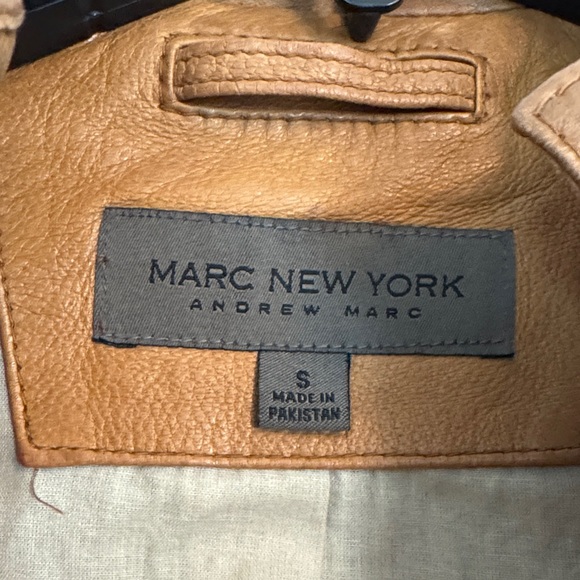 MARC NEW YORK
ANDREW MARC
S
MADE IN
PAKISTAN